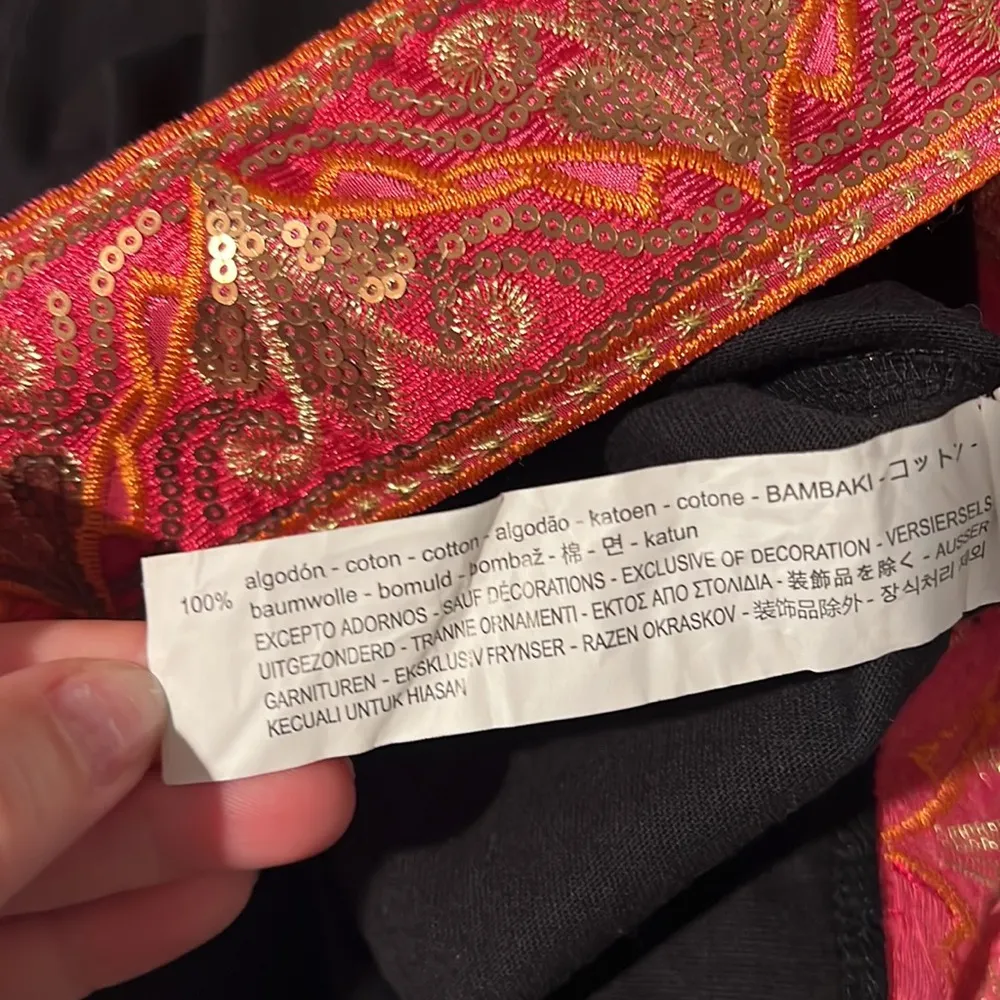 100% algodón - coton - cotton - algodão - katoen - cotone - BAMBAKI - コットン -
baumwolle - bomuld - bombaž - 棉 - 면 - katun
EXCEPTO ADORNOS - SAUF DÉCORATIONS - EXCLUSIVE OF DECORATION - VERSIERSELS
UITGEZONDERD - TRANNE ORNAMENTI - ΕΚΤΟΣ ΑΠΟ ΣΤΟΛΙΔΙΑ - 装飾品を除く - AUSSER
GARNITUREN - EKSKLUSIV FRYNSER - RAZEN OKRASKOV - 装饰品除外 - 장식처리 제외
KECUALI UNTUK HIASAN